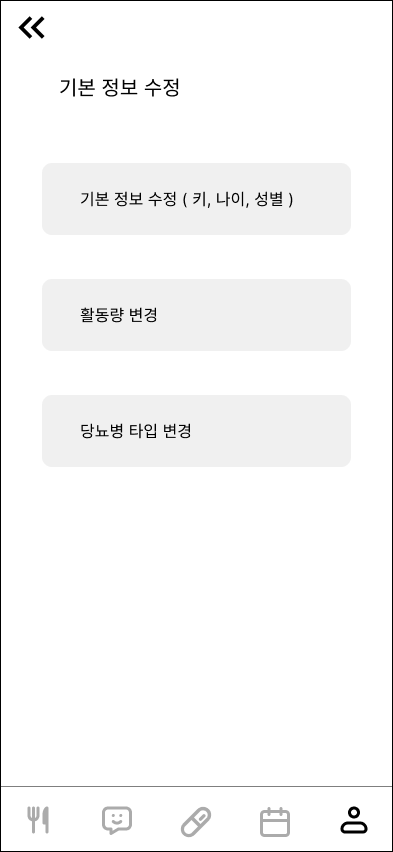 기본 정보 수정
기본 정보 수정 ( 키, 나이, 성별 )
활동량 변경
당뇨병 타입 변경